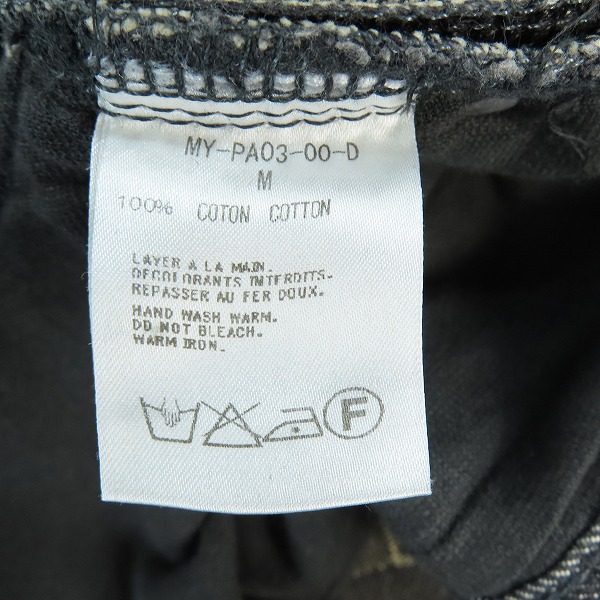 MY-PA03-00-D
M
100% COTON COTTON
LAVER A LA MAIN.
DECOLORANTS INTERDITS.
REPASSER AU FER DOUX.
HAND WASH WARM.
DO NOT BLEACH.
WARM IRON.
F